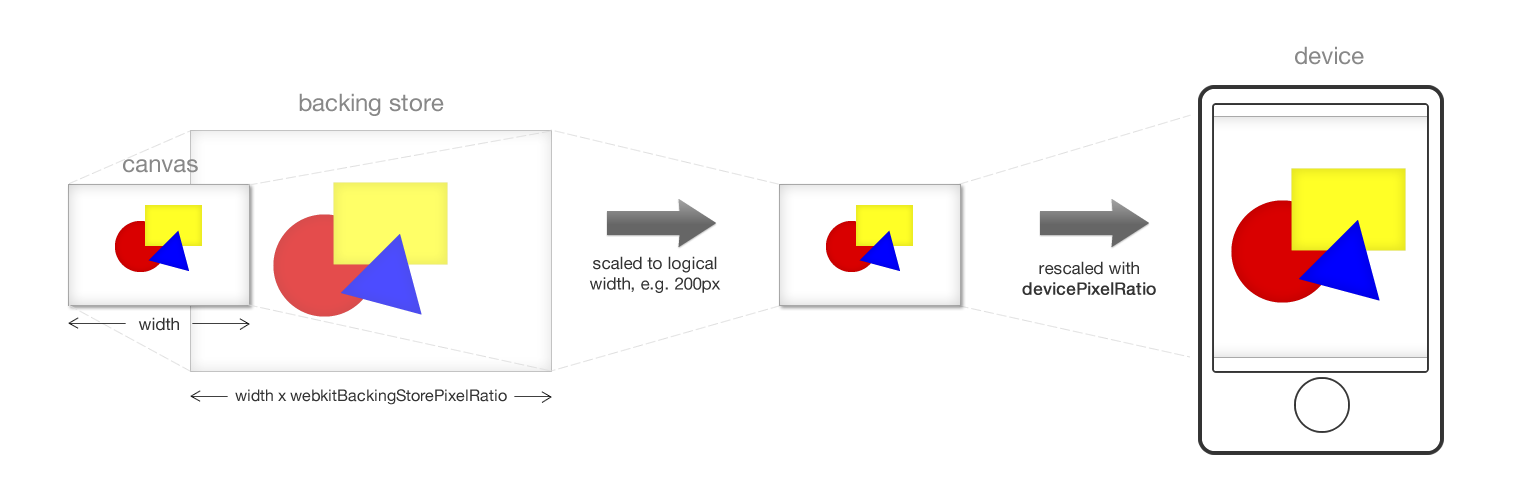 device
backing store
canvas
scaled to logical
width, e.g. 200px
rescaled with
devicePixelRatio
width
width x webkitBackingStorePixelRatio